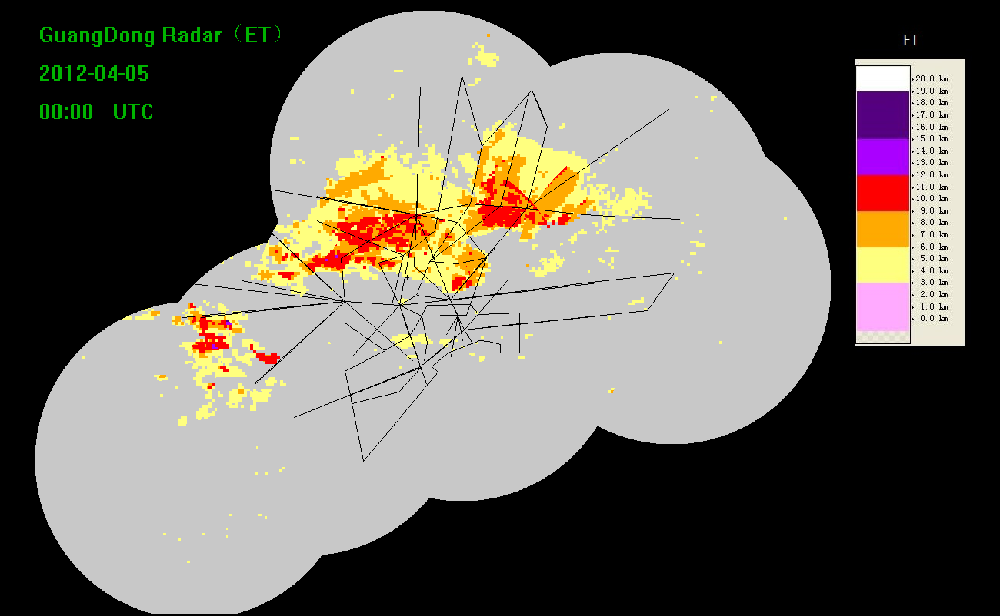 GuangDong Radar（ET）
2012-04-05
00:00 UTC
ET
20.0 km
19.0 km
18.0 km
17.0 km
16.0 km
15.0 km
14.0 km
13.0 km
12.0 km
11.0 km
10.0 km
9.0 km
8.0 km
7.0 km
6.0 km
5.0 km
4.0 km
3.0 km
2.0 km
1.0 km
0.0 km